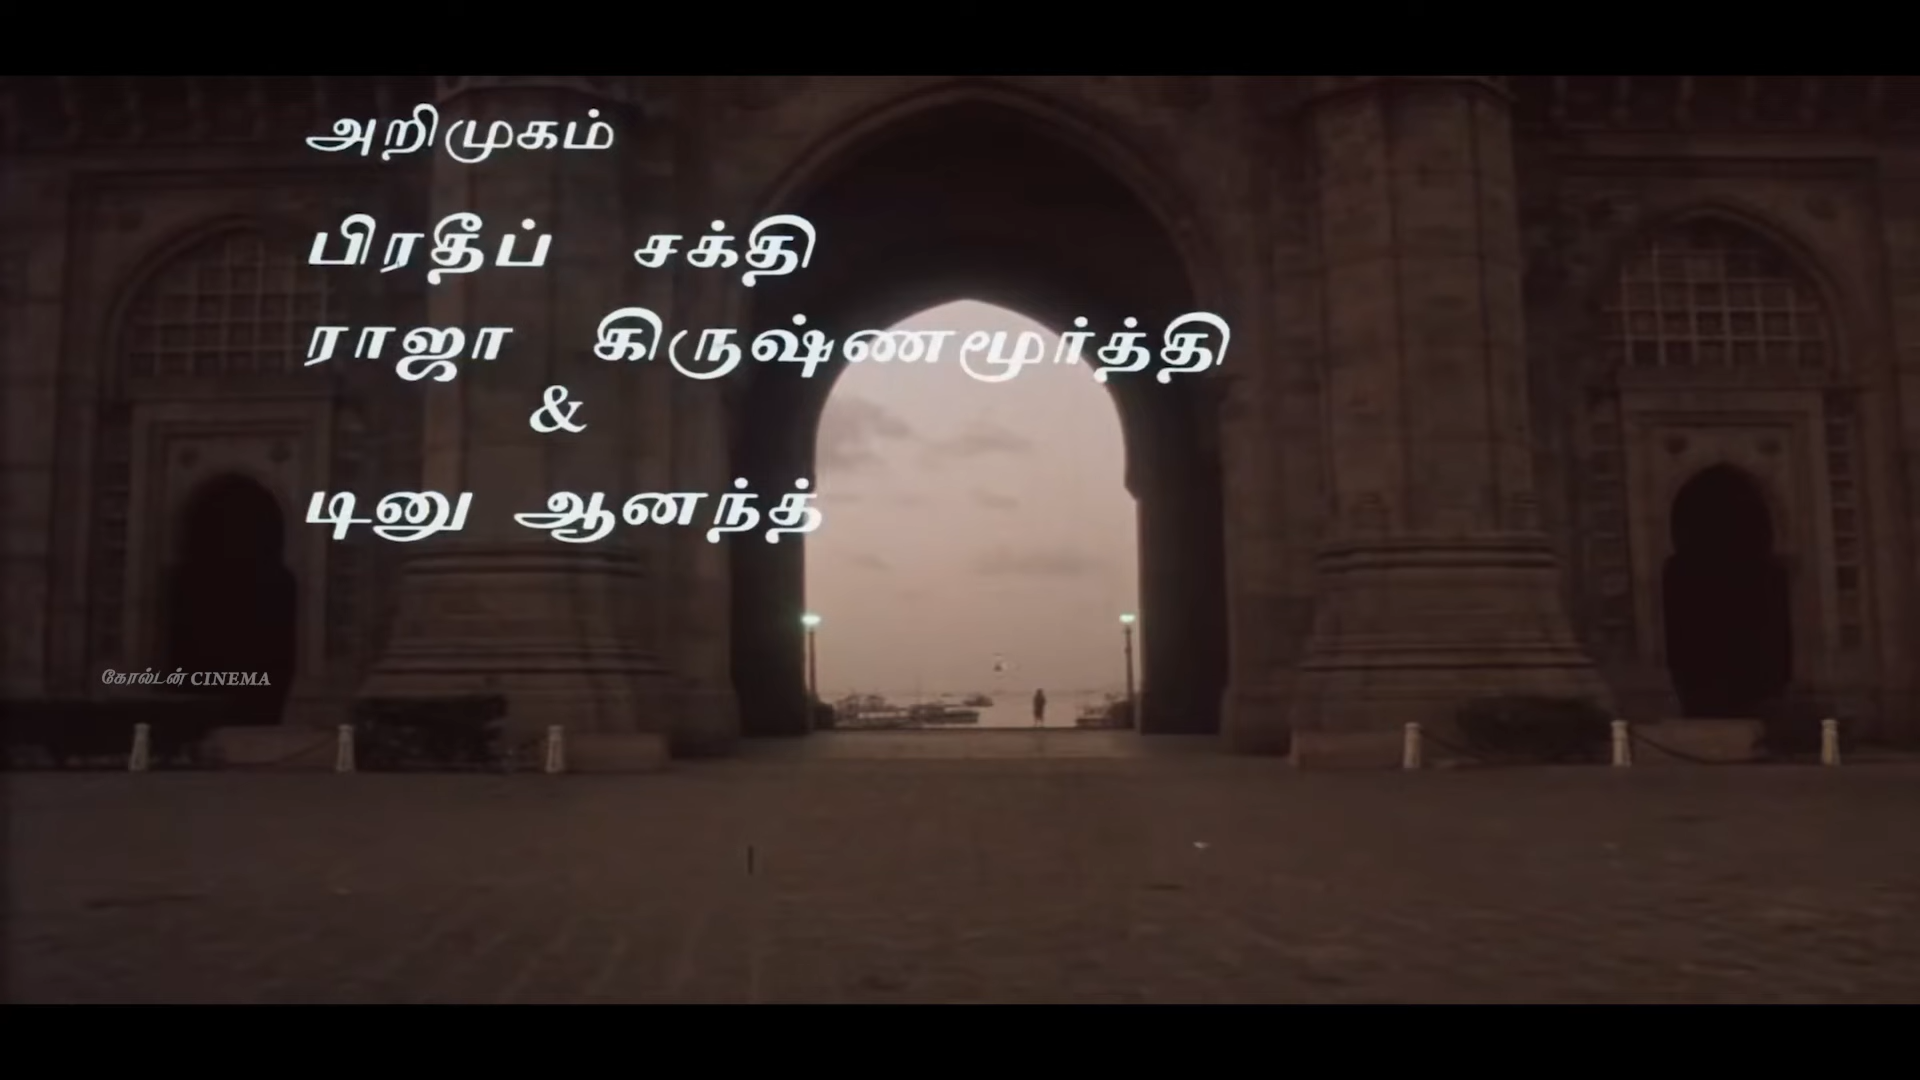 அறிமுகம்
பிரதீப் சக்தி
ராஜா கிருஷ்ணமூர்த்தி
&
டினு ஆனந்த்
கோல்டன் CINEMA